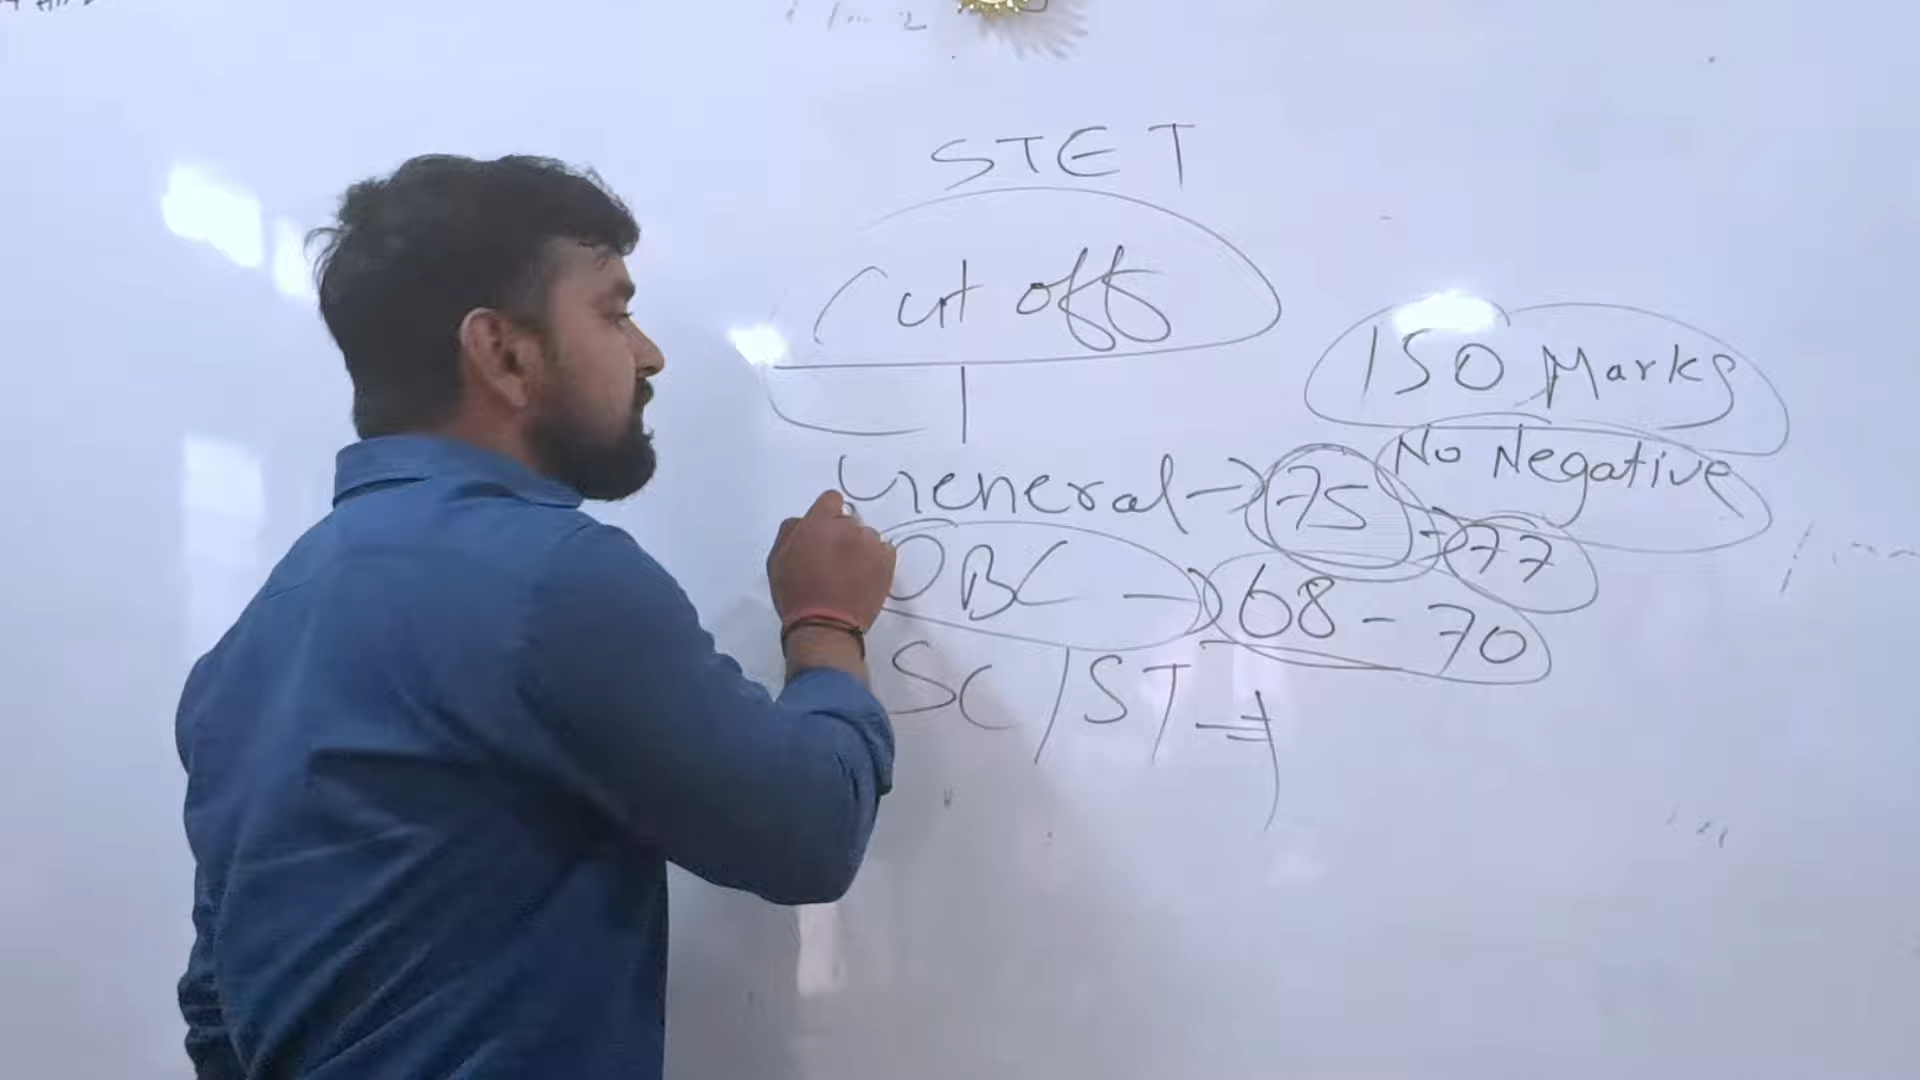 STET
Cut off
150 Marks
No Negative
General → 75 → 77
OBC → 68 - 70
SC/ST →